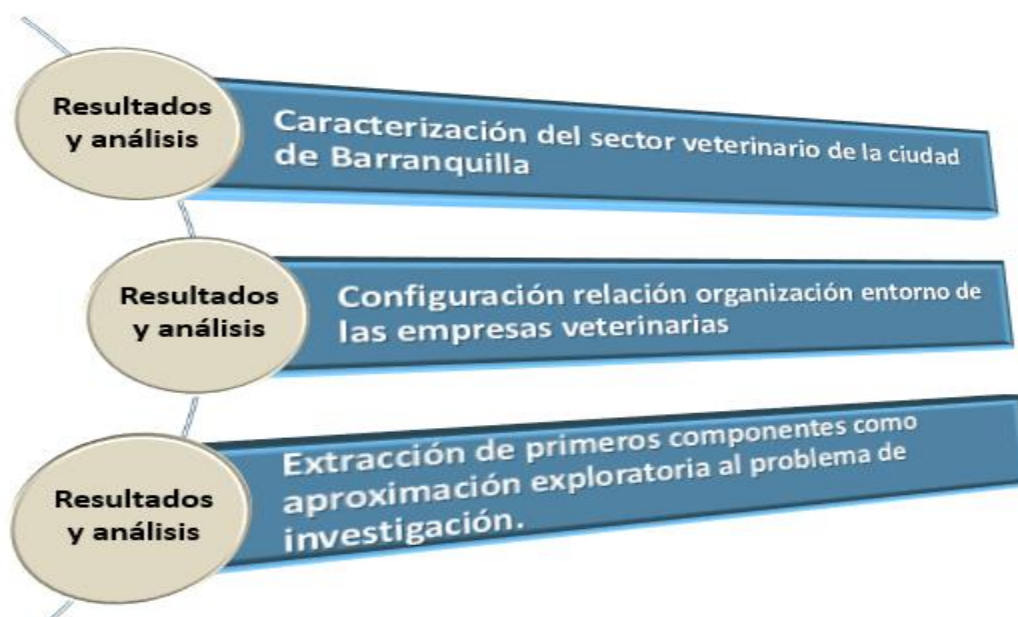 Resultados
y análisis
Caracterización del sector veterinario de la ciudad
de Barranquilla
Resultados
y análisis
Configuración relación organización entorno de
las empresas veterinarias
Resultados
y análisis
Extracción de primeros componentes como
aproximación exploratoria al problema de
investigación.